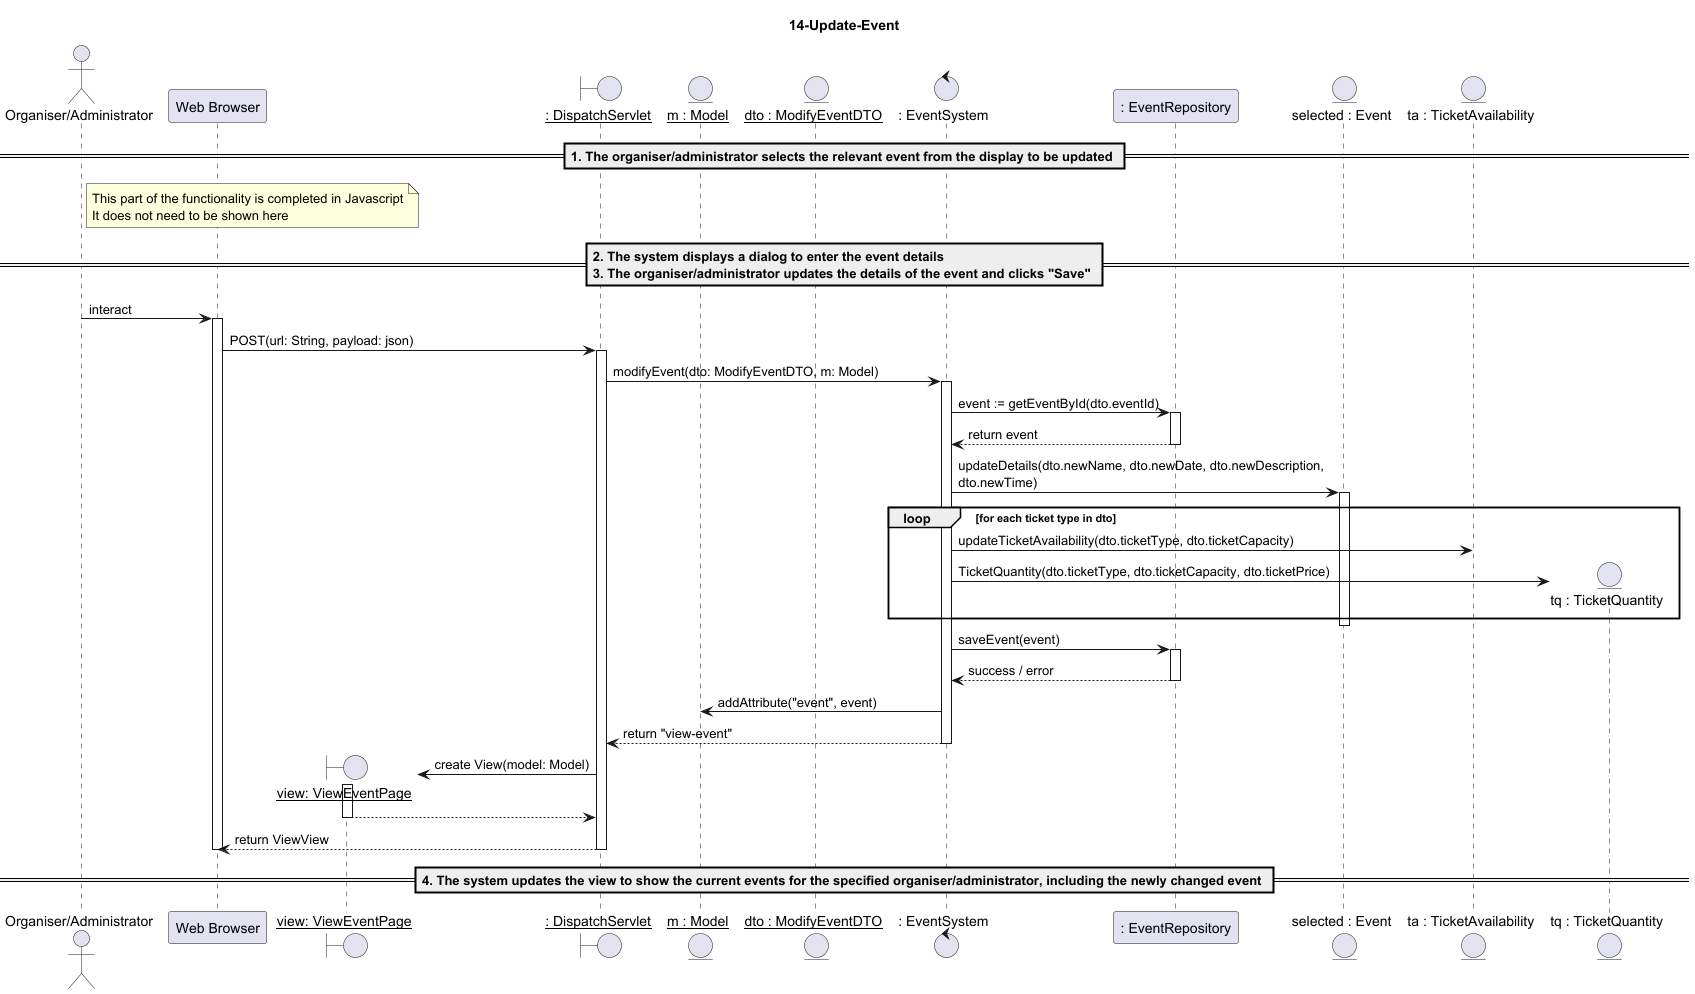 14-Update-Event
Organiser/Administrator
Web Browser
: DispatchServlet
m : Model
dto : ModifyEventDTO
: EventSystem
: EventRepository
selected : Event
ta : TicketAvailability
1. The organiser/administrator selects the relevant event from the display to be updated
This part of the functionality is completed in Javascript
It does not need to be shown here
2. The system displays a dialog to enter the event details
3. The organiser/administrator updates the details of the event and clicks "Save"
interact
POST(url: String, payload: json)
modifyEvent(dto: ModifyEventDTO, m: Model)
event := getEventById(dto.eventId)
return event
updateDetails(dto.newName, dto.newDate, dto.newDescription,
dto.newTime)
loop
[for each ticket type in dto]
updateTicketAvailability(dto.ticketType, dto.ticketCapacity)
TicketQuantity(dto.ticketType, dto.ticketCapacity, dto.ticketPrice)
tq : TicketQuantity
saveEvent(event)
success / error
addAttribute("event", event)
return "view-event"
create View(model: Model)
view: ViewEventPage
return ViewView
4. The system updates the view to show the current events for the specified organiser/administrator, including the newly changed event
Organiser/Administrator
Web Browser
view: ViewEventPage
: DispatchServlet
m : Model
dto : ModifyEventDTO
: EventSystem
: EventRepository
selected : Event
ta : TicketAvailability
tq : TicketQuantity